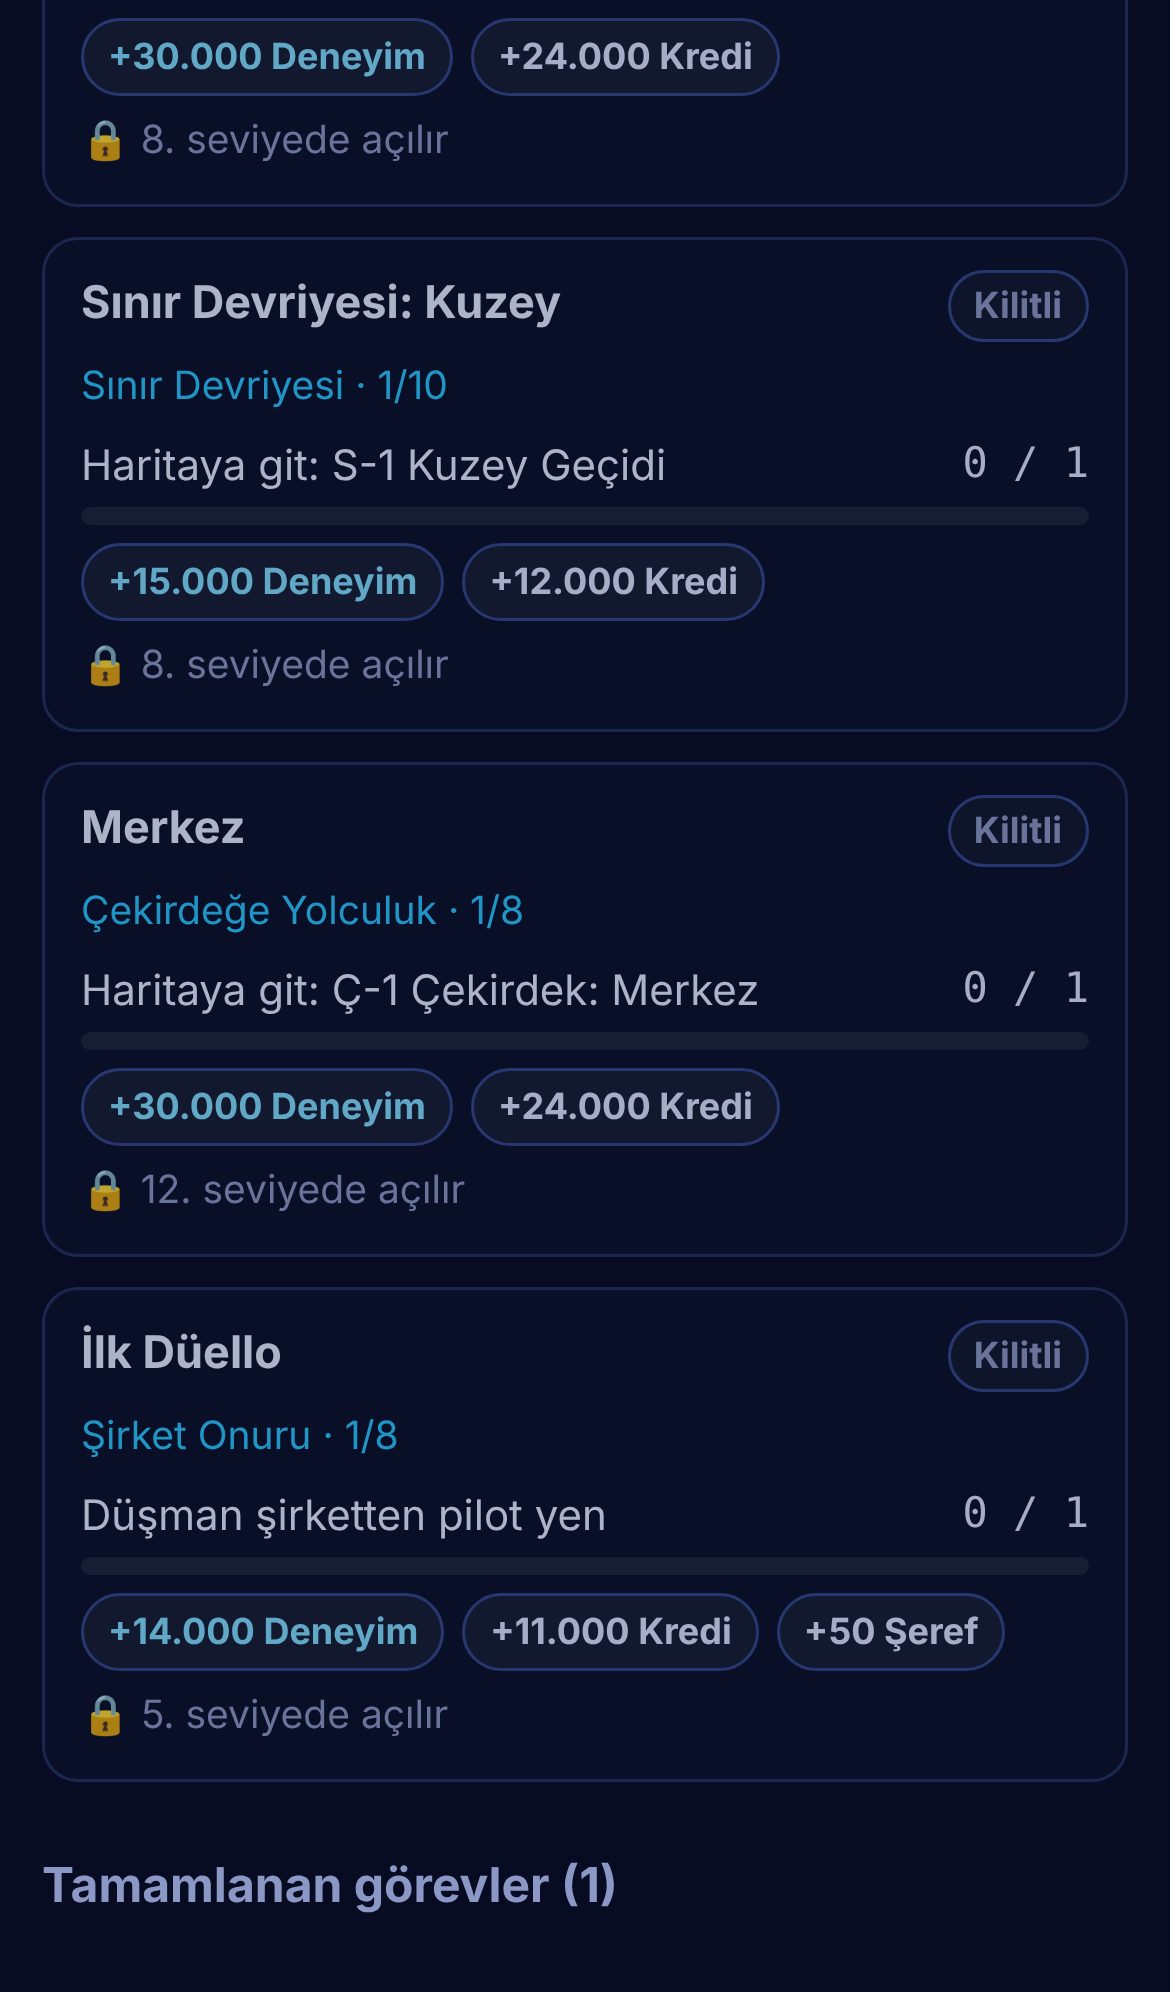 +30.000 Deneyim +24.000 Kredi
🔒 8. seviyede açılır
Sınır Devriyesi: Kuzey Kilitli
Sınır Devriyesi · 1/10
Haritaya git: S-1 Kuzey Geçidi 0 / 1
+15.000 Deneyim +12.000 Kredi
🔒 8. seviyede açılır
Merkez Kilitli
Çekirdeğe Yolculuk · 1/8
Haritaya git: Ç-1 Çekirdek: Merkez 0 / 1
+30.000 Deneyim +24.000 Kredi
🔒 12. seviyede açılır
İlk Düello Kilitli
Şirket Onuru · 1/8
Düşman şirketten pilot yen 0 / 1
+14.000 Deneyim +11.000 Kredi +50 Şeref
🔒 5. seviyede açılır
Tamamlanan görevler (1)